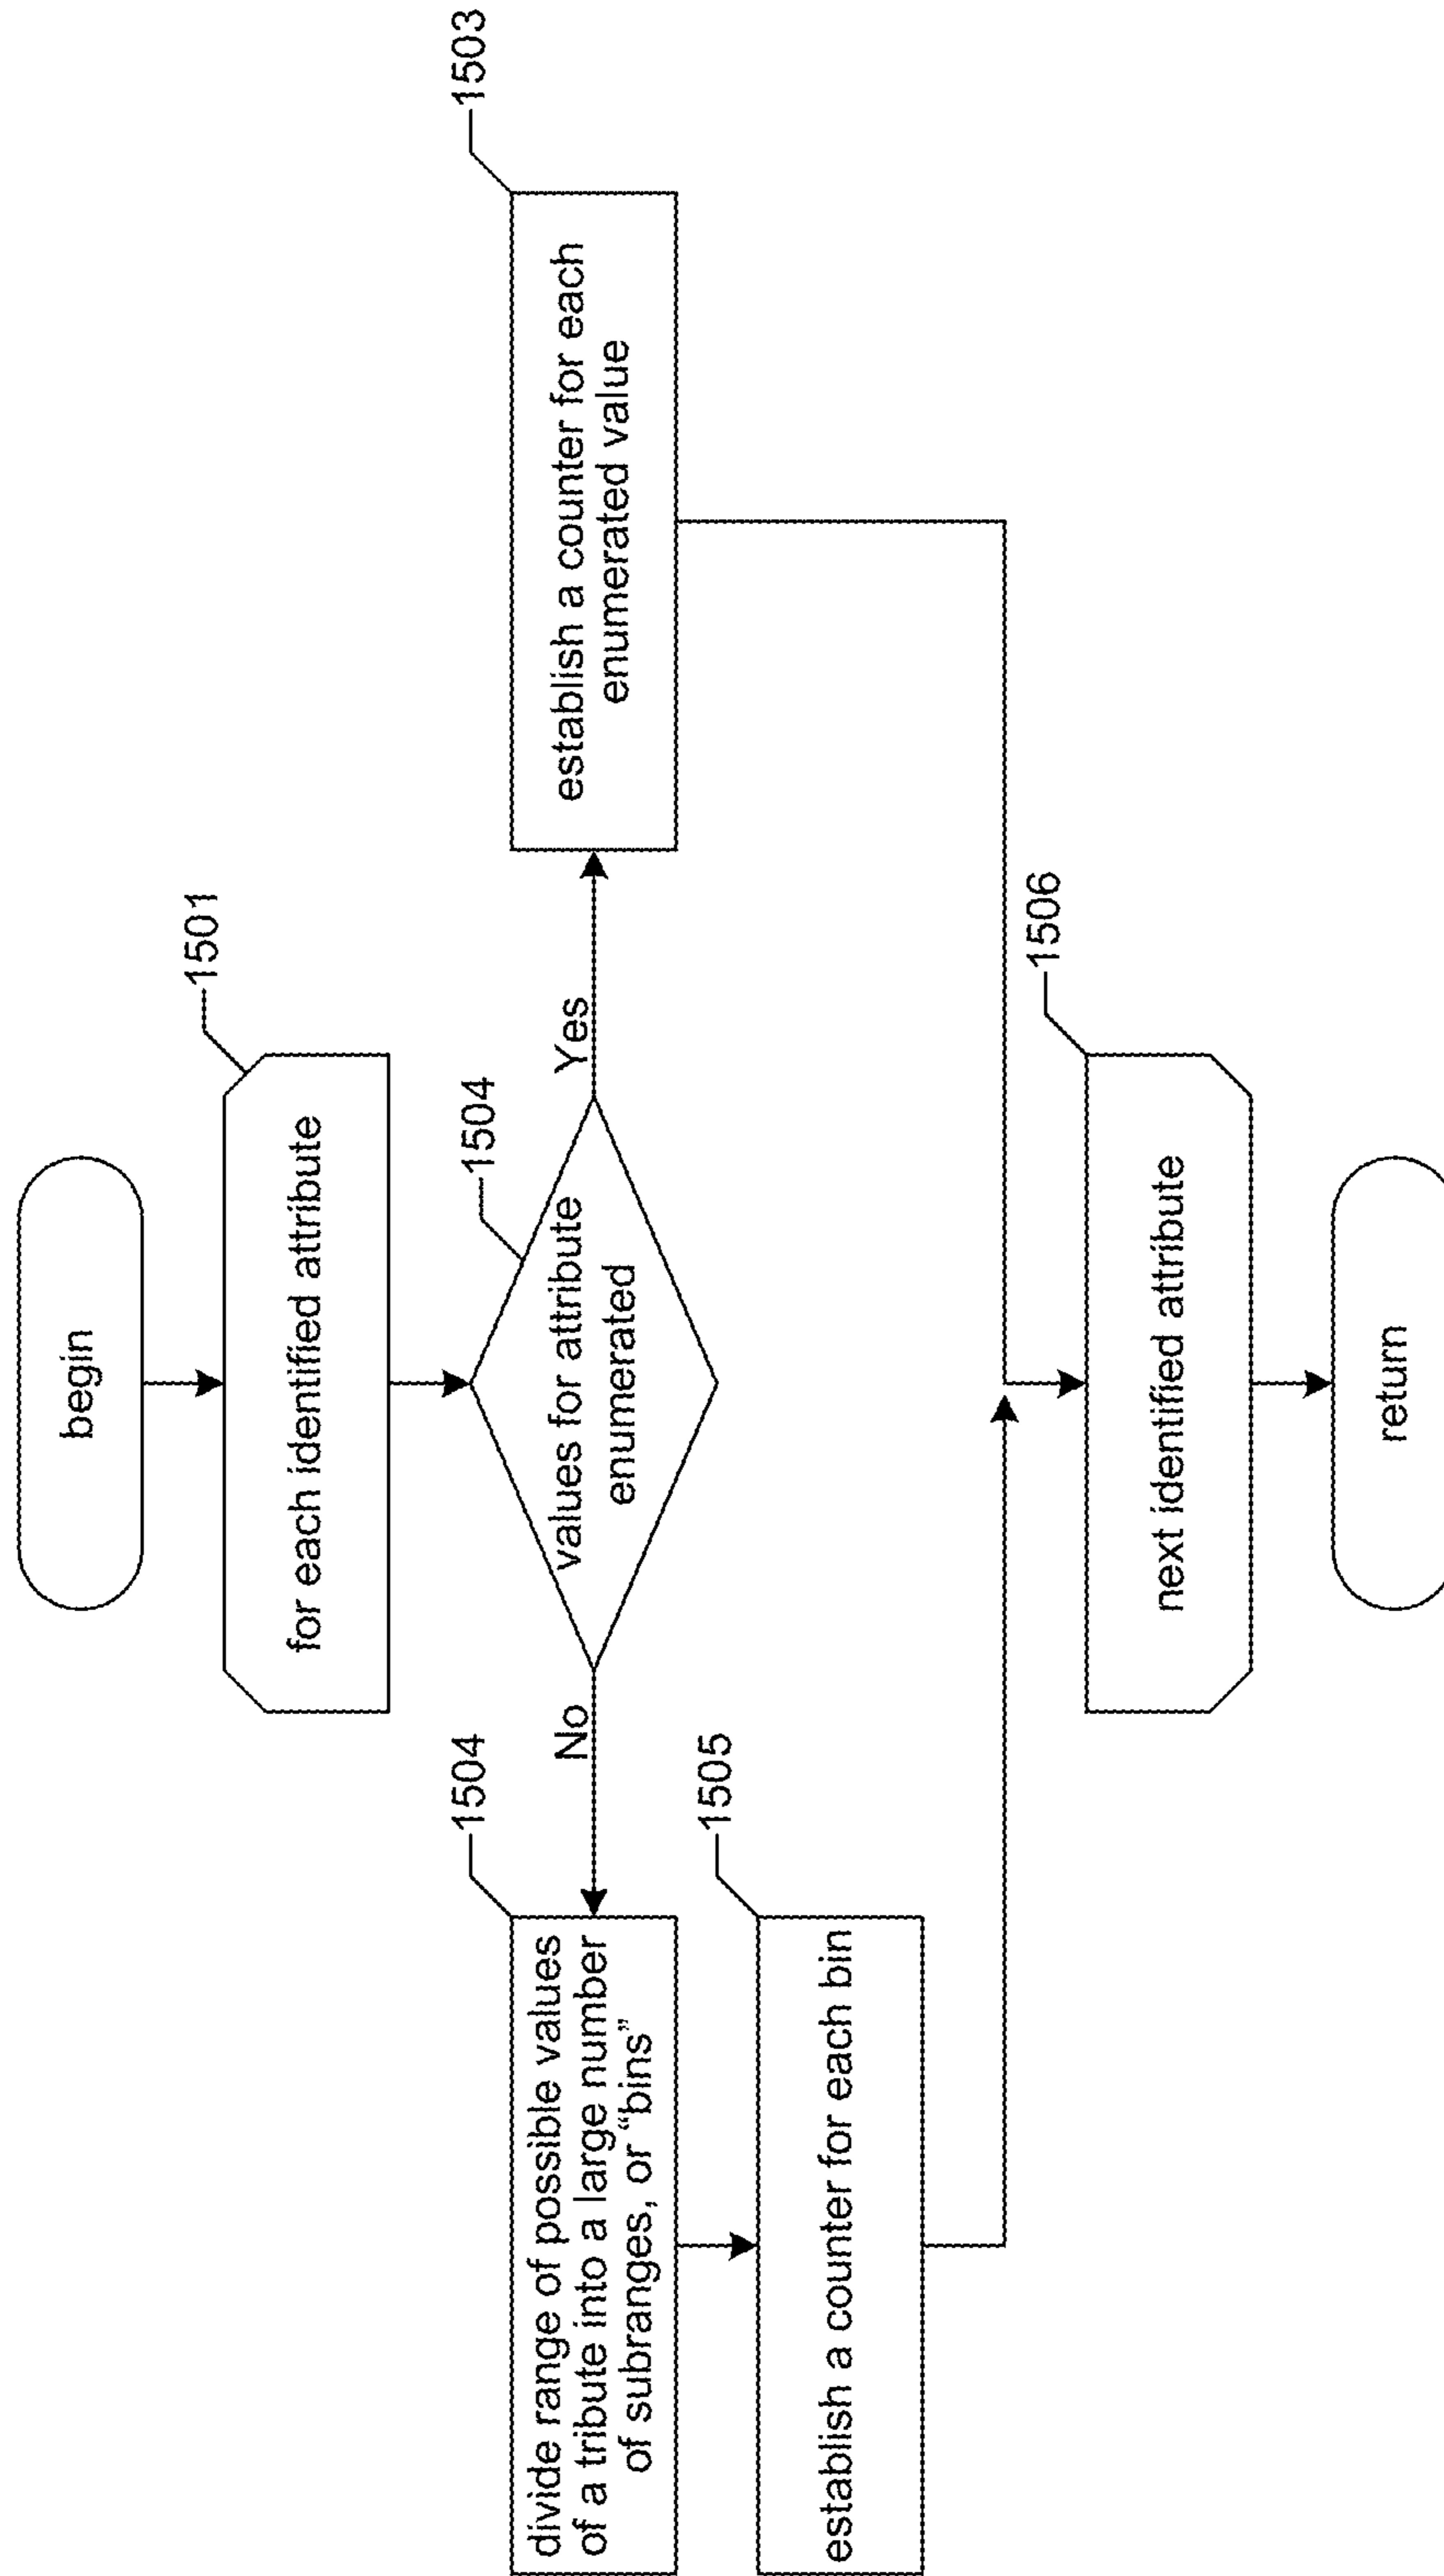 begin
1501
for each identified attribute
1504
values for attribute
enumerated
Yes
No
1503
establish a counter for each
enumerated value
1504
divide range of possible values
of a tribute into a large number
of subranges, or “bins”
1505
establish a counter for each bin
1506
next identified attribute
return